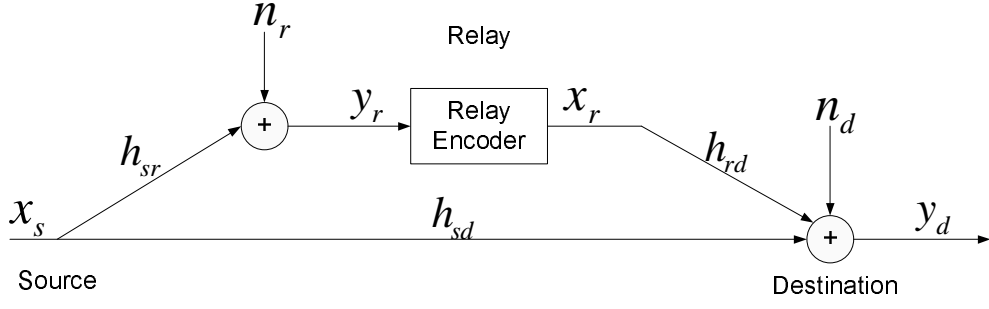 n_r
Relay
y_r
Relay
Encoder
x_r
n_d
h_sr
h_rd
x_s
h_sd
y_d
+
+
Source
Destination